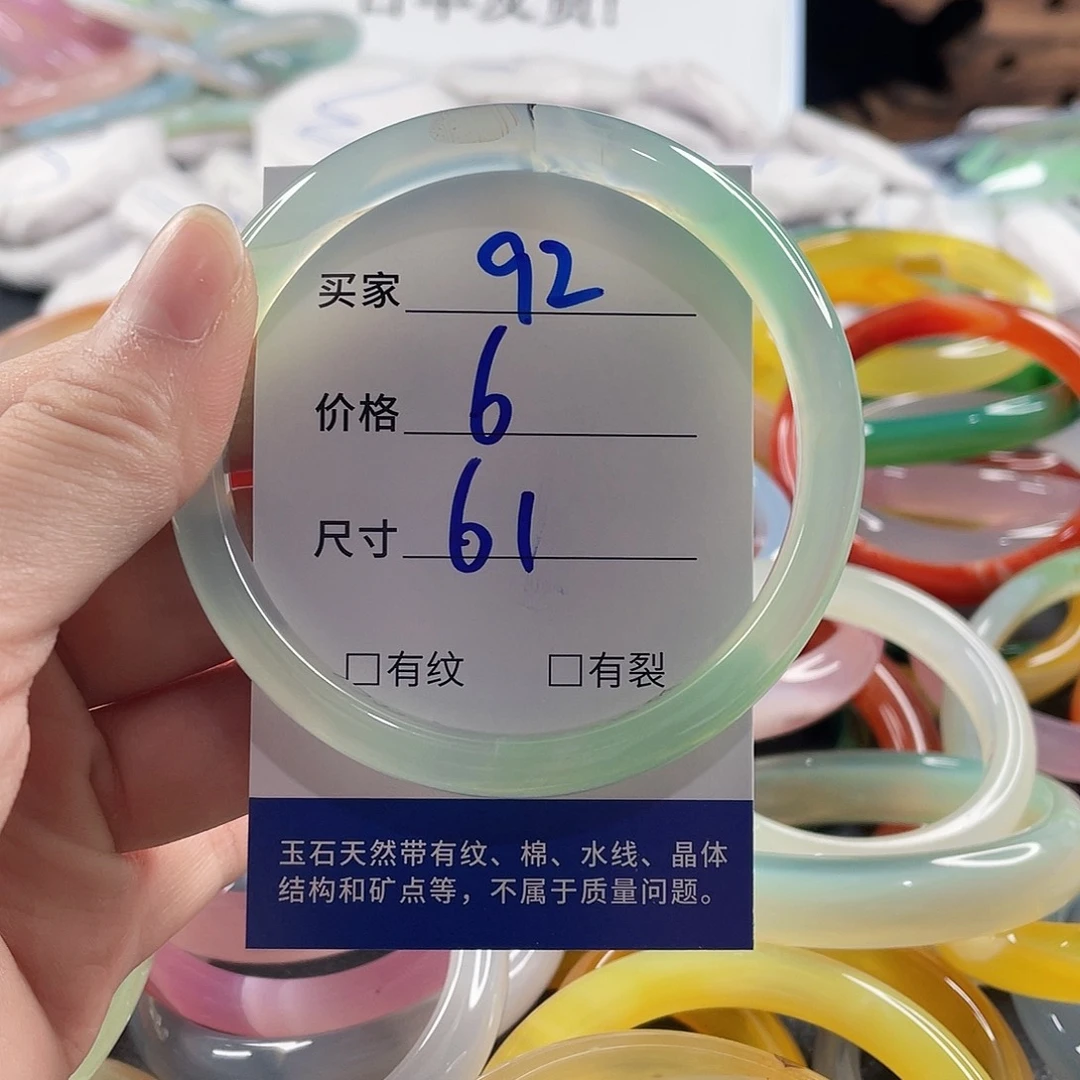 买家 92
价格 6
尺寸 61
□有纹 □有裂
玉石天然带有纹、棉、水线、晶体
结构和矿点等，不属于质量问题。